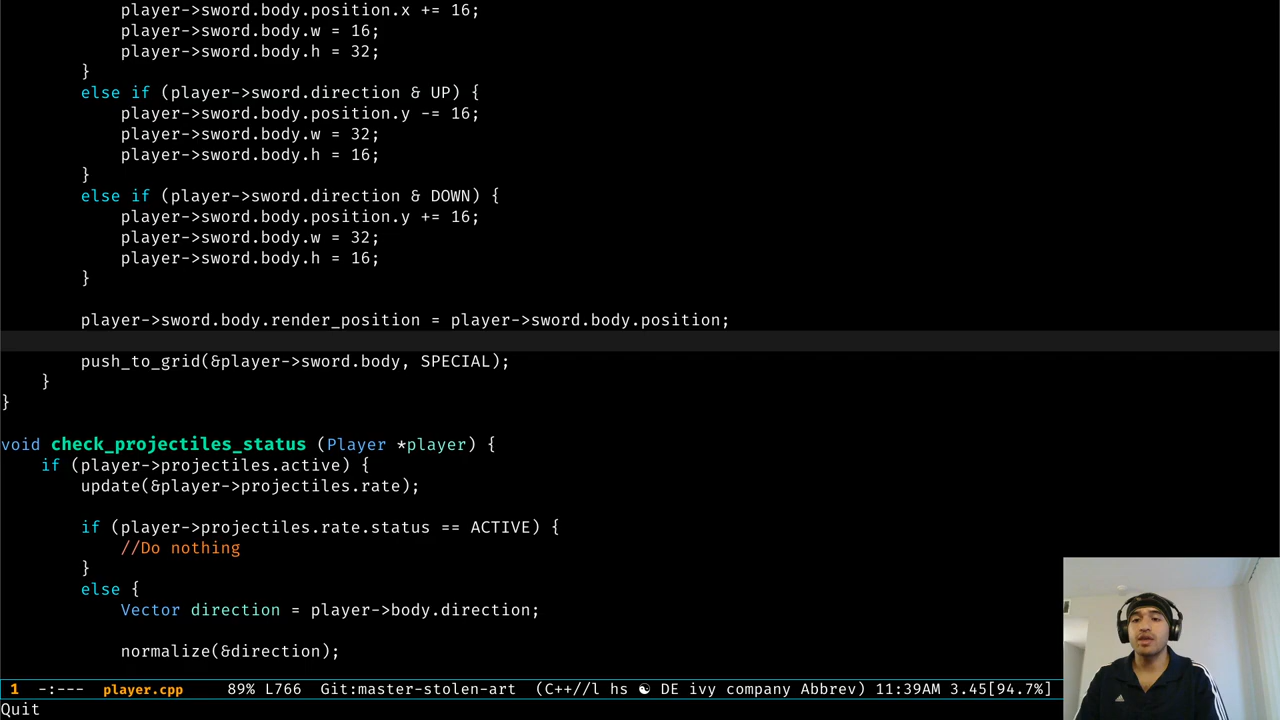 player->sword.body.position.x += 16;
player->sword.body.w = 16;
player->sword.body.h = 32;
}
else if (player->sword.direction & UP) {
player->sword.body.position.y -= 16;
player->sword.body.w = 32;
player->sword.body.h = 16;
}
else if (player->sword.direction & DOWN) {
player->sword.body.position.y += 16;
player->sword.body.w = 32;
player->sword.body.h = 16;
}
player->sword.body.render_position = player->sword.body.position;
push_to_grid(&player->sword.body, SPECIAL);
}
}
void check_projectiles_status (Player *player) {
if (player->projectiles.active) {
update(&player->projectiles.rate);
if (player->projectiles.rate.status == ACTIVE) {
//Do nothing
}
else {
Vector direction = player->body.direction;
normalize(&direction);
1 -:--- player.cpp 89% L766 Git:master-stolen-art (C++//l hs ☯ DE ivy company Abbrev) 11:39AM 3.45[94.7%]
Quit